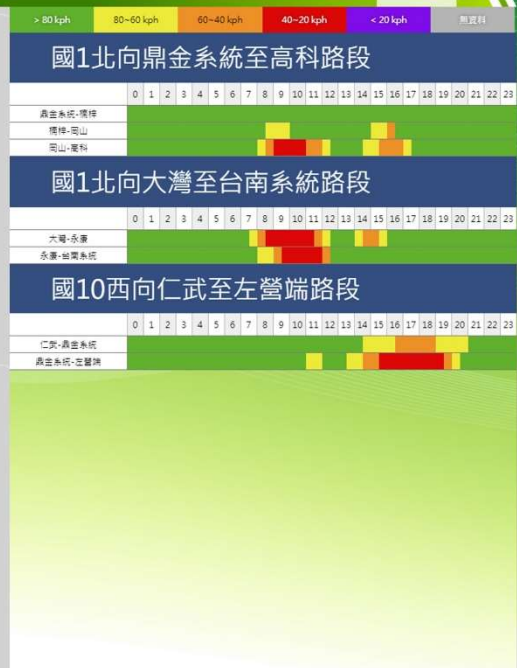 > 80 kph 80~60 kph 60~40 kph 40~20 kph < 20 kph 無資料
國1北向鼎金系統至高科路段
0 1 2 3 4 5 6 7 8 9 10 11 12 13 14 15 16 17 18 19 20 21 22 23
鼎金系統-楠梓
楠梓-岡山
岡山-高科
國1北向大灣至台南系統路段
0 1 2 3 4 5 6 7 8 9 10 11 12 13 14 15 16 17 18 19 20 21 22 23
大灣-永康
永康-台南系統
國10西向仁武至左營端路段
0 1 2 3 4 5 6 7 8 9 10 11 12 13 14 15 16 17 18 19 20 21 22 23
仁武-鼎金系統
鼎金系統-左營端